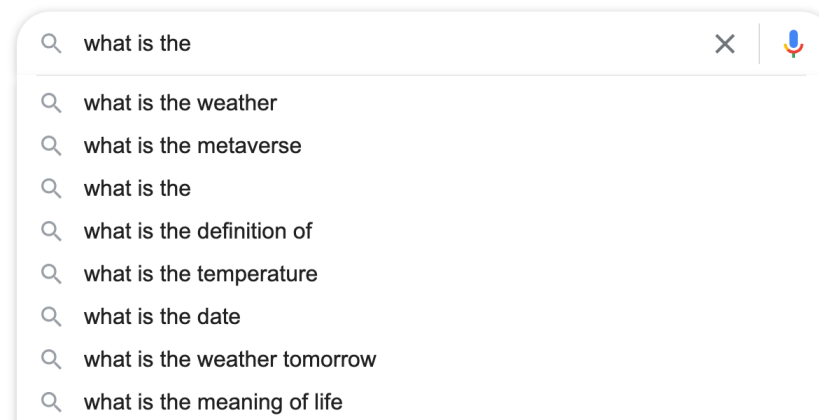 what is the
what is the weather
what is the metaverse
what is the
what is the definition of
what is the temperature
what is the date
what is the weather tomorrow
what is the meaning of life